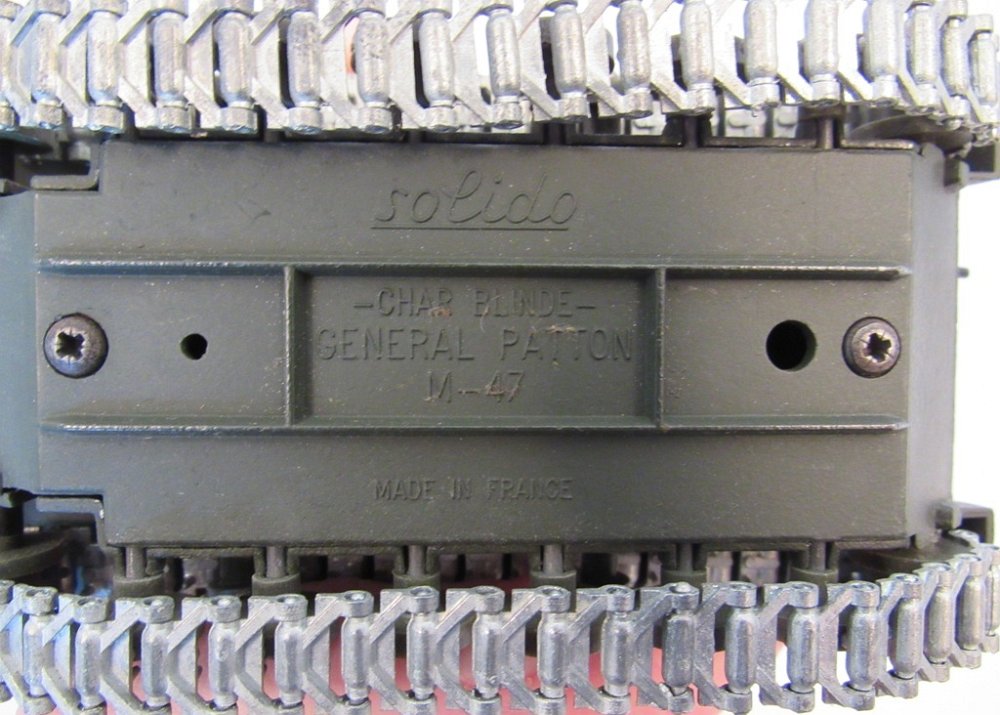 solido
-CHAR BLINDE-
GENERAL PATTON
M-47
MADE IN FRANCE